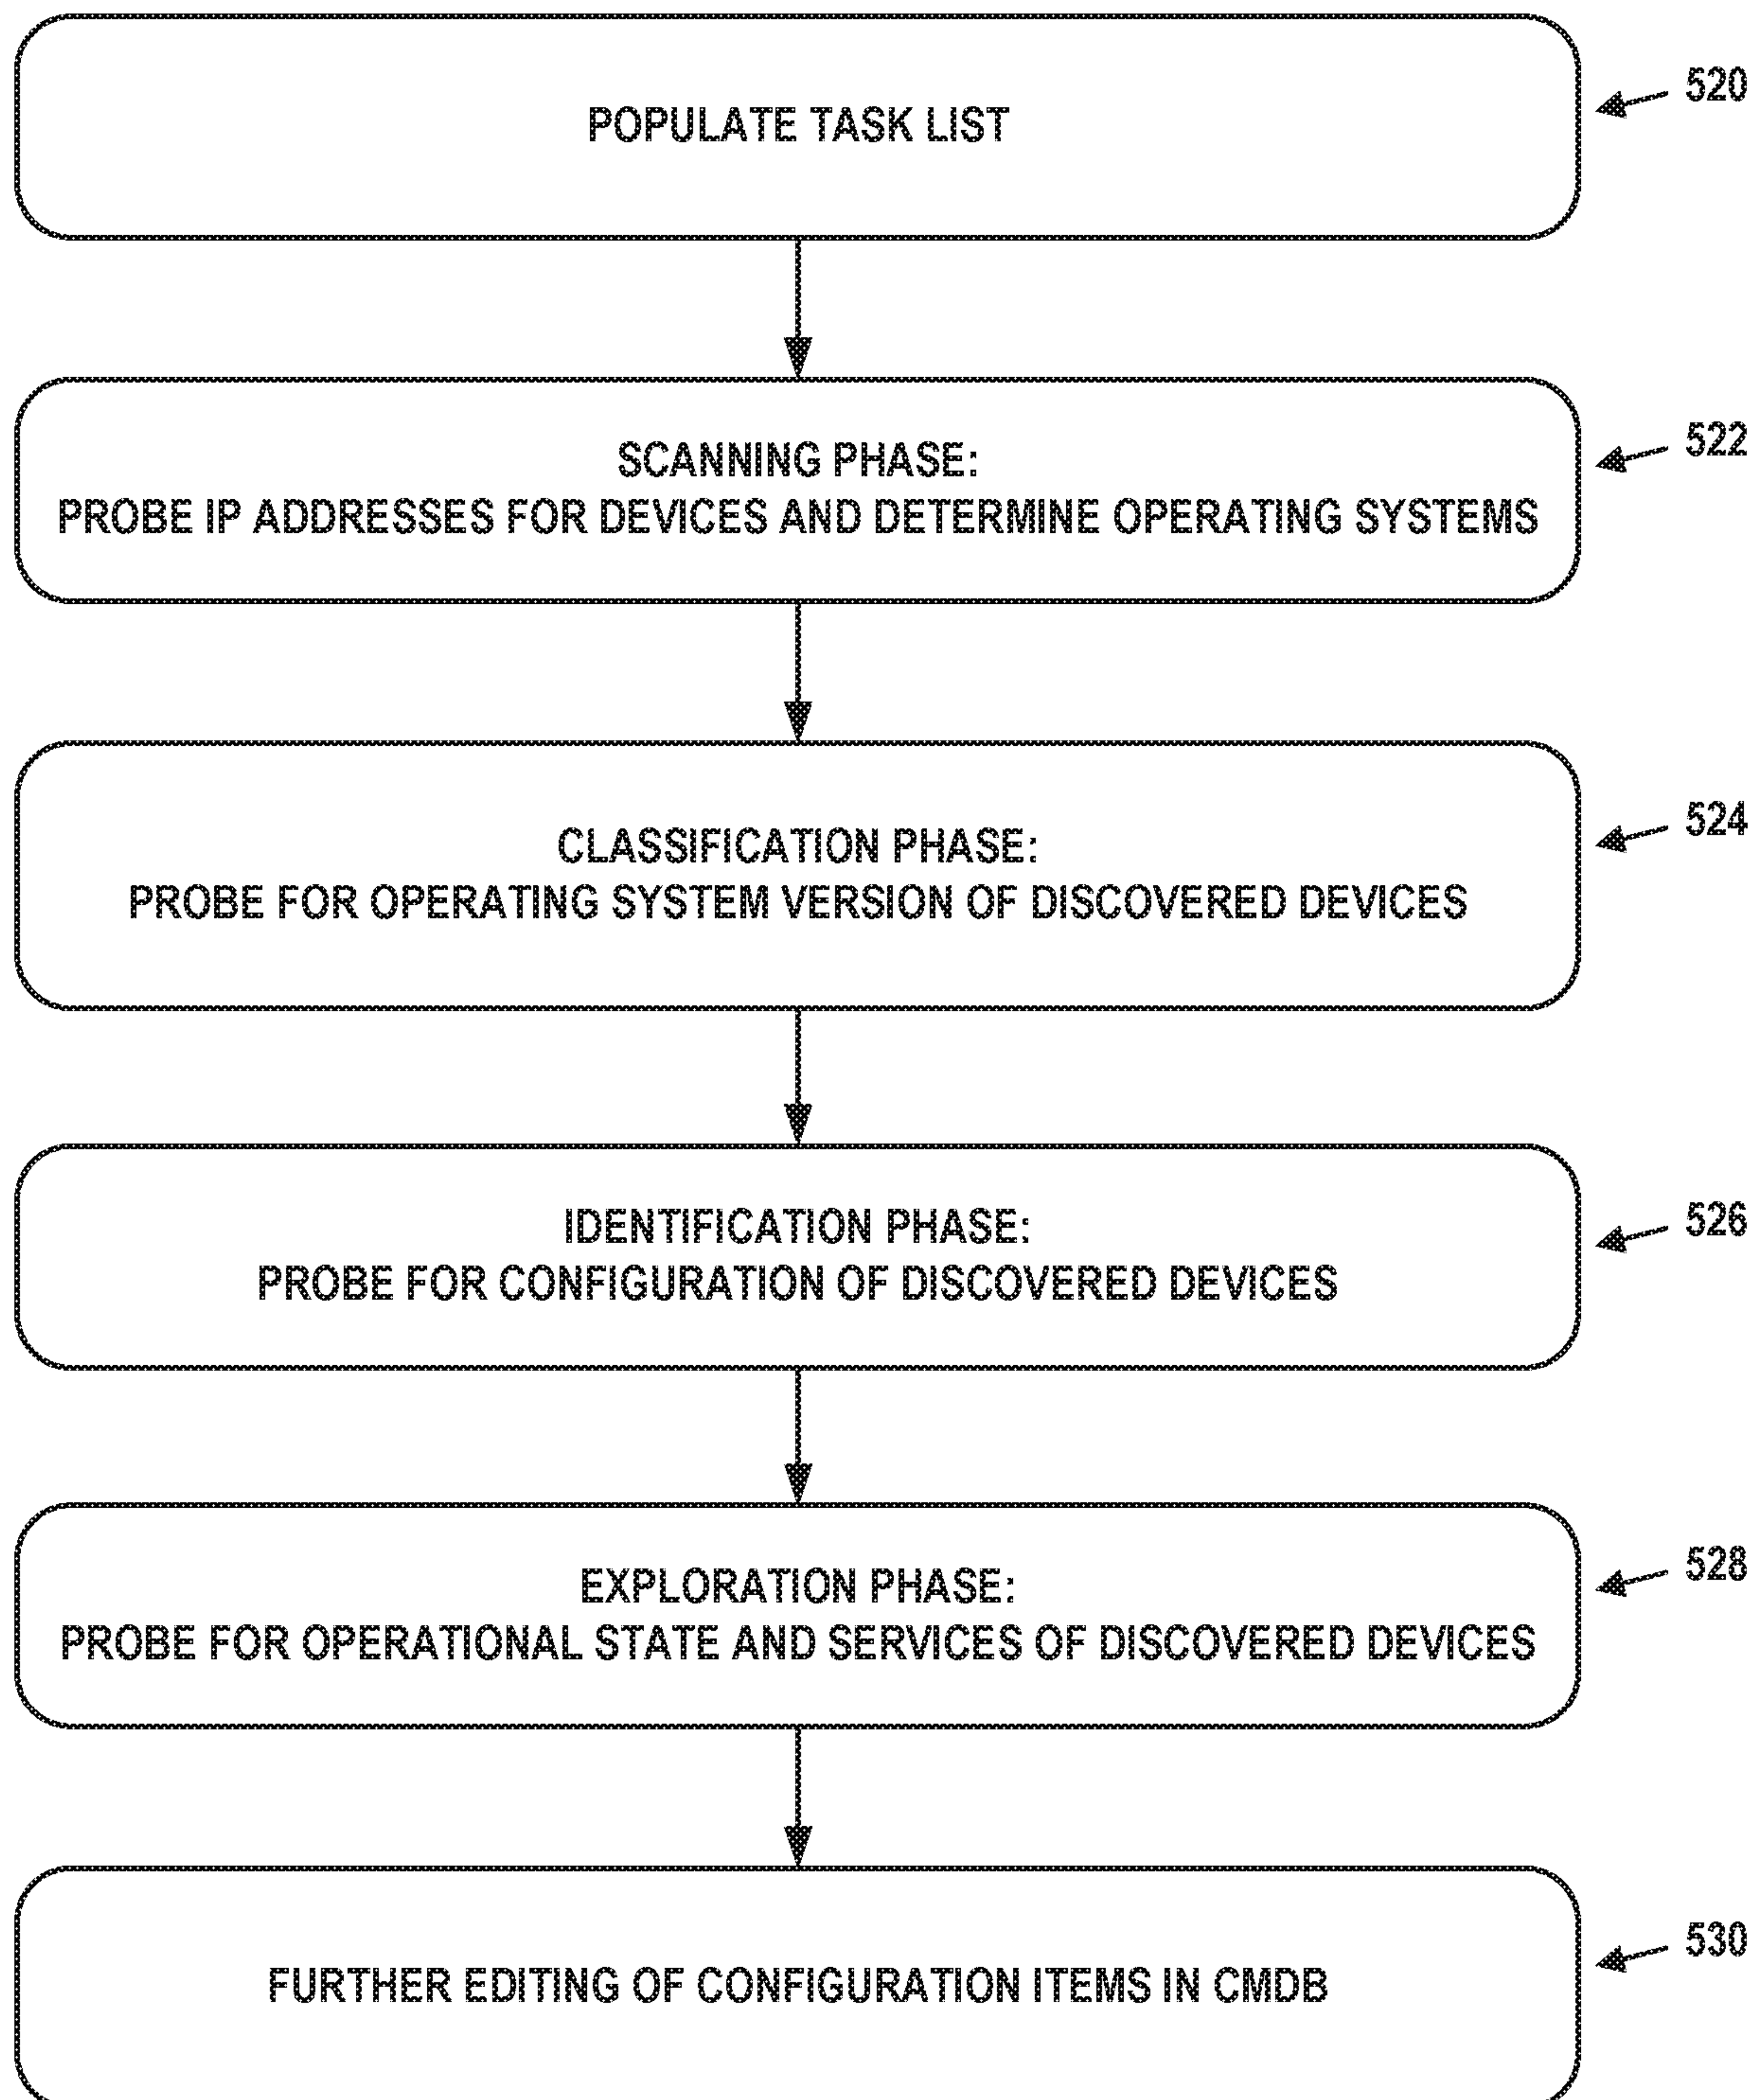 POPULATE TASK LIST
520
SCANNING PHASE:
PROBE IP ADDRESSES FOR DEVICES AND DETERMINE OPERATING SYSTEMS
522
CLASSIFICATION PHASE:
PROBE FOR OPERATING SYSTEM VERSION OF DISCOVERED DEVICES
524
IDENTIFICATION PHASE:
PROBE FOR CONFIGURATION OF DISCOVERED DEVICES
526
EXPLORATION PHASE:
PROBE FOR OPERATIONAL STATE AND SERVICES OF DISCOVERED DEVICES
528
FURTHER EDITING OF CONFIGURATION ITEMS IN CMDB
530